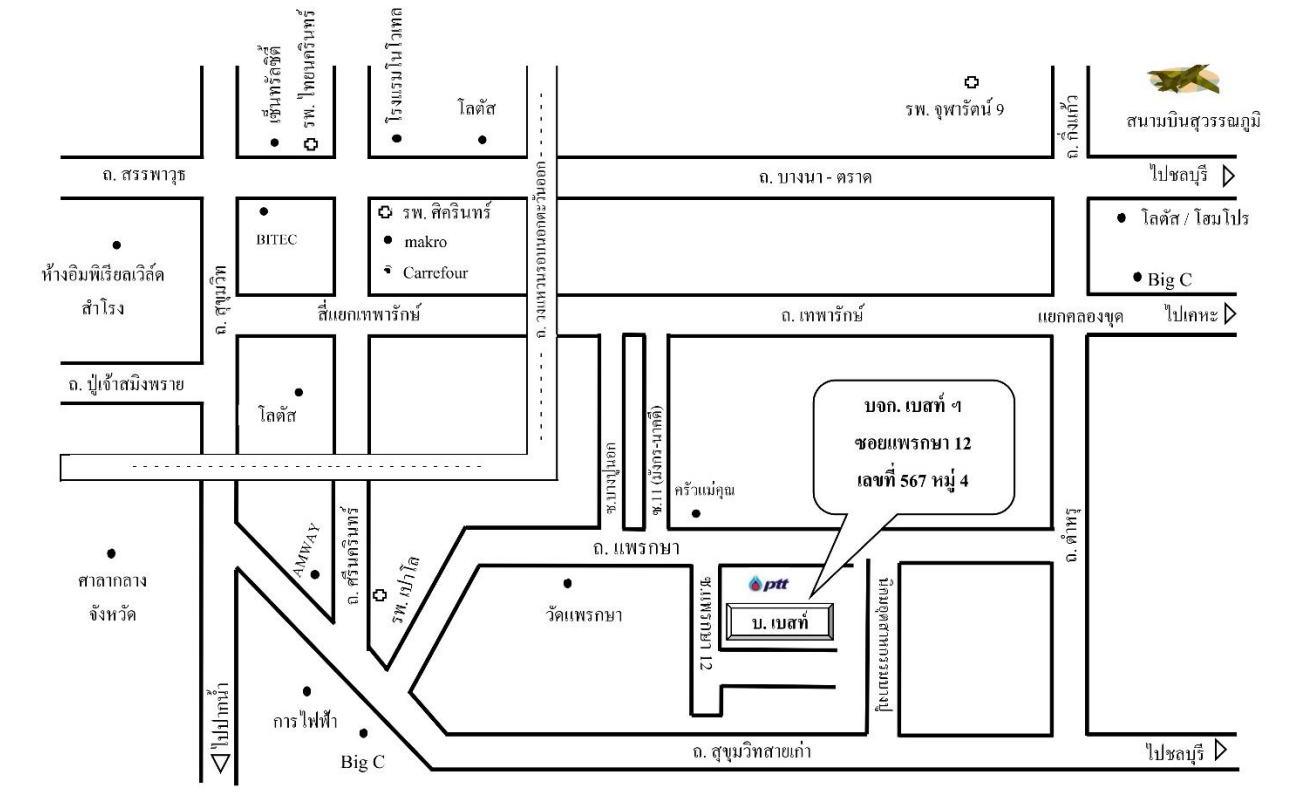 เซ็นทรัลซิตี้
รพ. ไทยนครินทร์
โรงแรมโนโวเทล
โลตัส
รพ. จุฬารัตน์ 9
ถ. กิ่งแก้ว
สนามบินสุวรรณภูมิ
ถ. สรรพาวุธ
ถ. บางนา - ตราด
ไปชลบุรี
BITEC
รพ. ศิครินทร์
makro
Carrefour
ถ. วงแหวนรอบนอกตะวันออก
โลตัส / โฮมโปร
Big C
ห้างอิมพีเรียลเวิล์ด
สำโรง
ถ. สุขุมวิท
สี่แยกเทพารักษ์
ถ. เทพารักษ์
แยกคลองขุด
ไปเคหะ
ถ. ปู่เจ้าสมิงพราย
โลตัส
บจก. เบสท์ ฯ
ซอยแพรกษา 12
เลขที่ 567 หมู่ 4
ซ.บางปูนอก
ซ.11 (มังกร-นาคดี)
ครัวแม่คุณ
ถ. ตำหรุ
ถ. แพรกษา
AMWAY
ถ. ศรีนครินทร์
รพ. เปาโล
ศาลากลาง
จังหวัด
วัดแพรกษา
ซ.แพรกษา 12
ptt
บ. เบสท์
นิคมอุตสาหกรรมบางปู
ไปปากน้ำ
การไฟฟ้า
Big C
ถ. สุขุมวิทสายเก่า
ไปชลบุรี